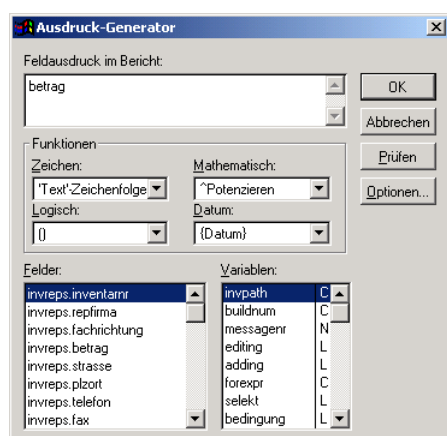 Ausdruck-Generator
Feldausdruck im Bericht:
betrag
OK
Abbrechen
Prüfen
Optionen...
Funktionen
Zeichen: Mathematisch:
'Text'-Zeichenfolge ^Potenzieren
Logisch: Datum:
() {Datum}
Felder: Variablen:
invreps.inventarnr invpath C
invreps.repfirma buildnum C
invreps.fachrichtung messagenr N
invreps.betrag editing L
invreps.strasse adding L
invreps.plzort forexpr C
invreps.telefon selekt L
invreps.fax bedingung L